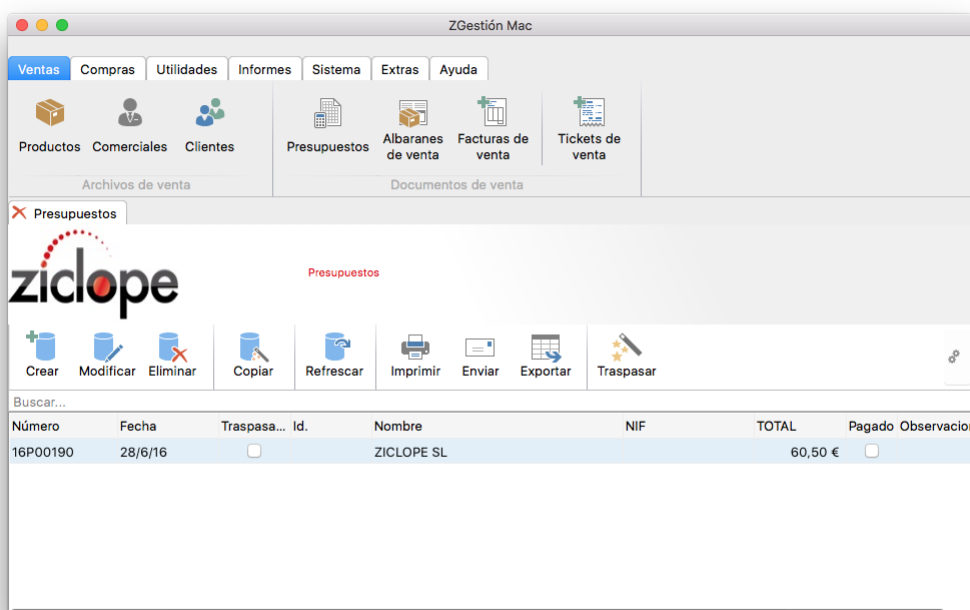 ZGestión Mac
Ventas Compras Utilidades Informes Sistema Extras Ayuda
Productos Comerciales Clientes Presupuestos Albaranes de venta Facturas de venta Tickets de venta
Archivos de venta Documentos de venta
Presupuestos
ziclope
Presupuestos
Crear Modificar Eliminar Copiar Refrescar Imprimir Enviar Exportar Traspasar
Buscar...
Número Fecha Traspasa... Id. Nombre NIF TOTAL Pagado Observacion
16P00190 28/6/16 ZICLOPE SL 60,50 €